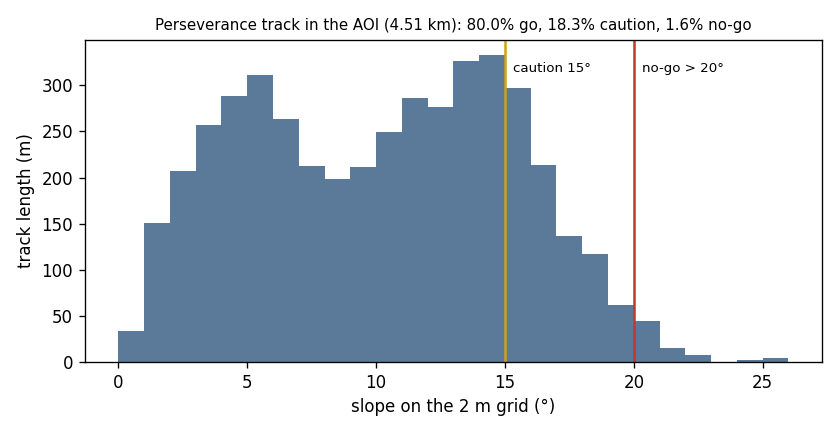 Perseverance track in the AOI (4.51 km): 80.0% go, 18.3% caution, 1.6% no-go
caution 15°
no-go > 20°
track length (m)
300
250
200
150
100
50
0
0 5 10 15 20 25
slope on the 2 m grid (°)